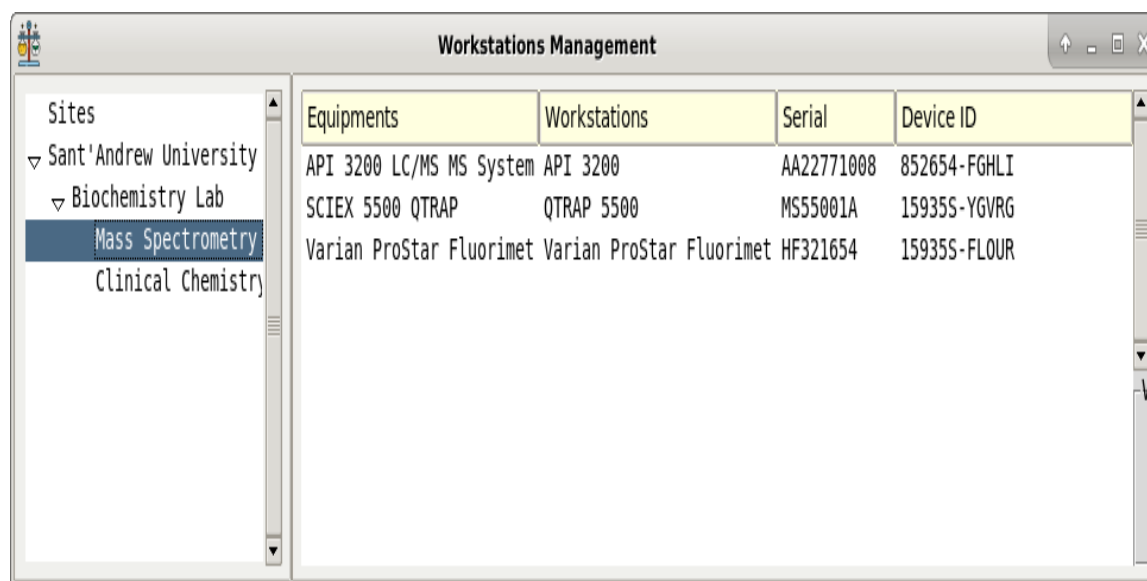 Workstations Management
Sites
Sant'Andrew University
Biochemistry Lab
Mass Spectrometry
Clinical Chemistry
Equipments Workstations Serial Device ID
API 3200 LC/MS MS System API 3200 AA22771008 852654-FGHLI
SCIEX 5500 QTRAP QTRAP 5500 MS55001A 15935S-YGVRG
Varian ProStar Fluorimet Varian ProStar Fluorimet HF321654 15935S-FLOUR